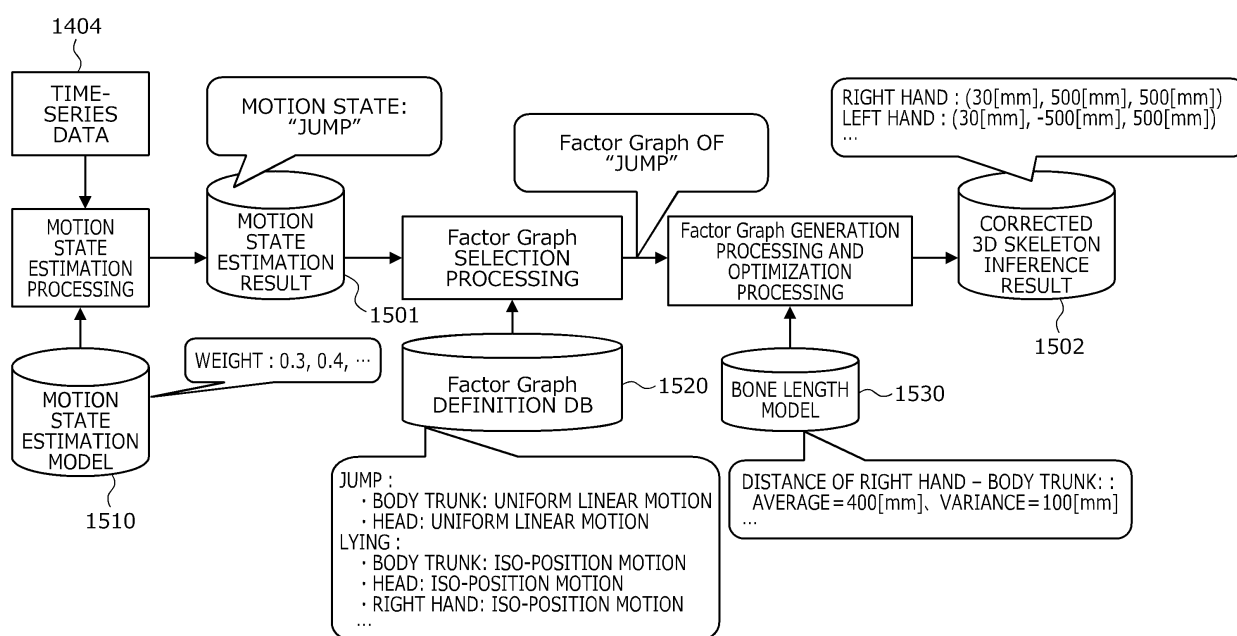 1404
TIME-
SERIES
DATA
MOTION STATE:
“JUMP”
Factor Graph OF
“JUMP”
RIGHT HAND : (30[mm], 500[mm], 500[mm])
LEFT HAND : (30[mm], -500[mm], 500[mm])
...
MOTION
STATE
ESTIMATION
PROCESSING
MOTION
STATE
ESTIMATION
RESULT
1501
Factor Graph
SELECTION
PROCESSING
Factor Graph GENERATION
PROCESSING AND
OPTIMIZATION
PROCESSING
CORRECTED
3D SKELETON
INFERENCE
RESULT
1502
WEIGHT : 0.3, 0.4, ...
MOTION
STATE
ESTIMATION
MODEL
1510
Factor Graph
DEFINITION DB
1520
BONE LENGTH
MODEL
1530
JUMP :
・BODY TRUNK: UNIFORM LINEAR MOTION
・HEAD: UNIFORM LINEAR MOTION
LYING :
・BODY TRUNK: ISO-POSITION MOTION
・HEAD: ISO-POSITION MOTION
・RIGHT HAND: ISO-POSITION MOTION
...
DISTANCE OF RIGHT HAND – BODY TRUNK: :
AVERAGE=400[mm]、VARIANCE=100[mm]
...